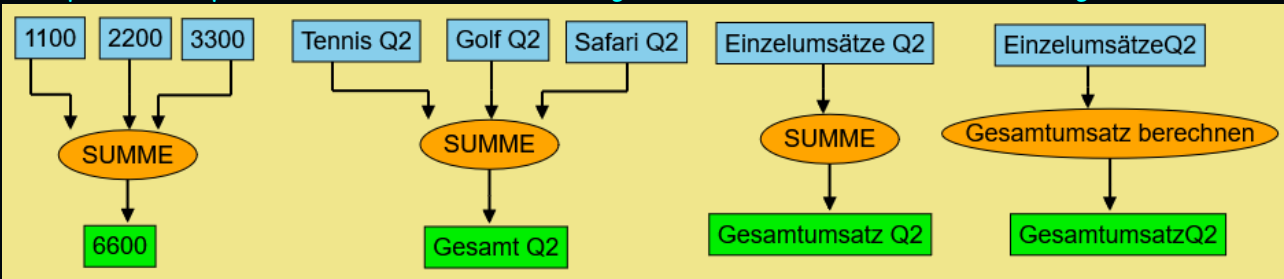 1100
2200
3300
SUMME
6600
Tennis Q2
Golf Q2
Safari Q2
SUMME
Gesamt Q2
Einzelumsätze Q2
SUMME
Gesamtumsatz Q2
EinzelumsätzeQ2
Gesamtumsatz berechnen
GesamtumsatzQ2